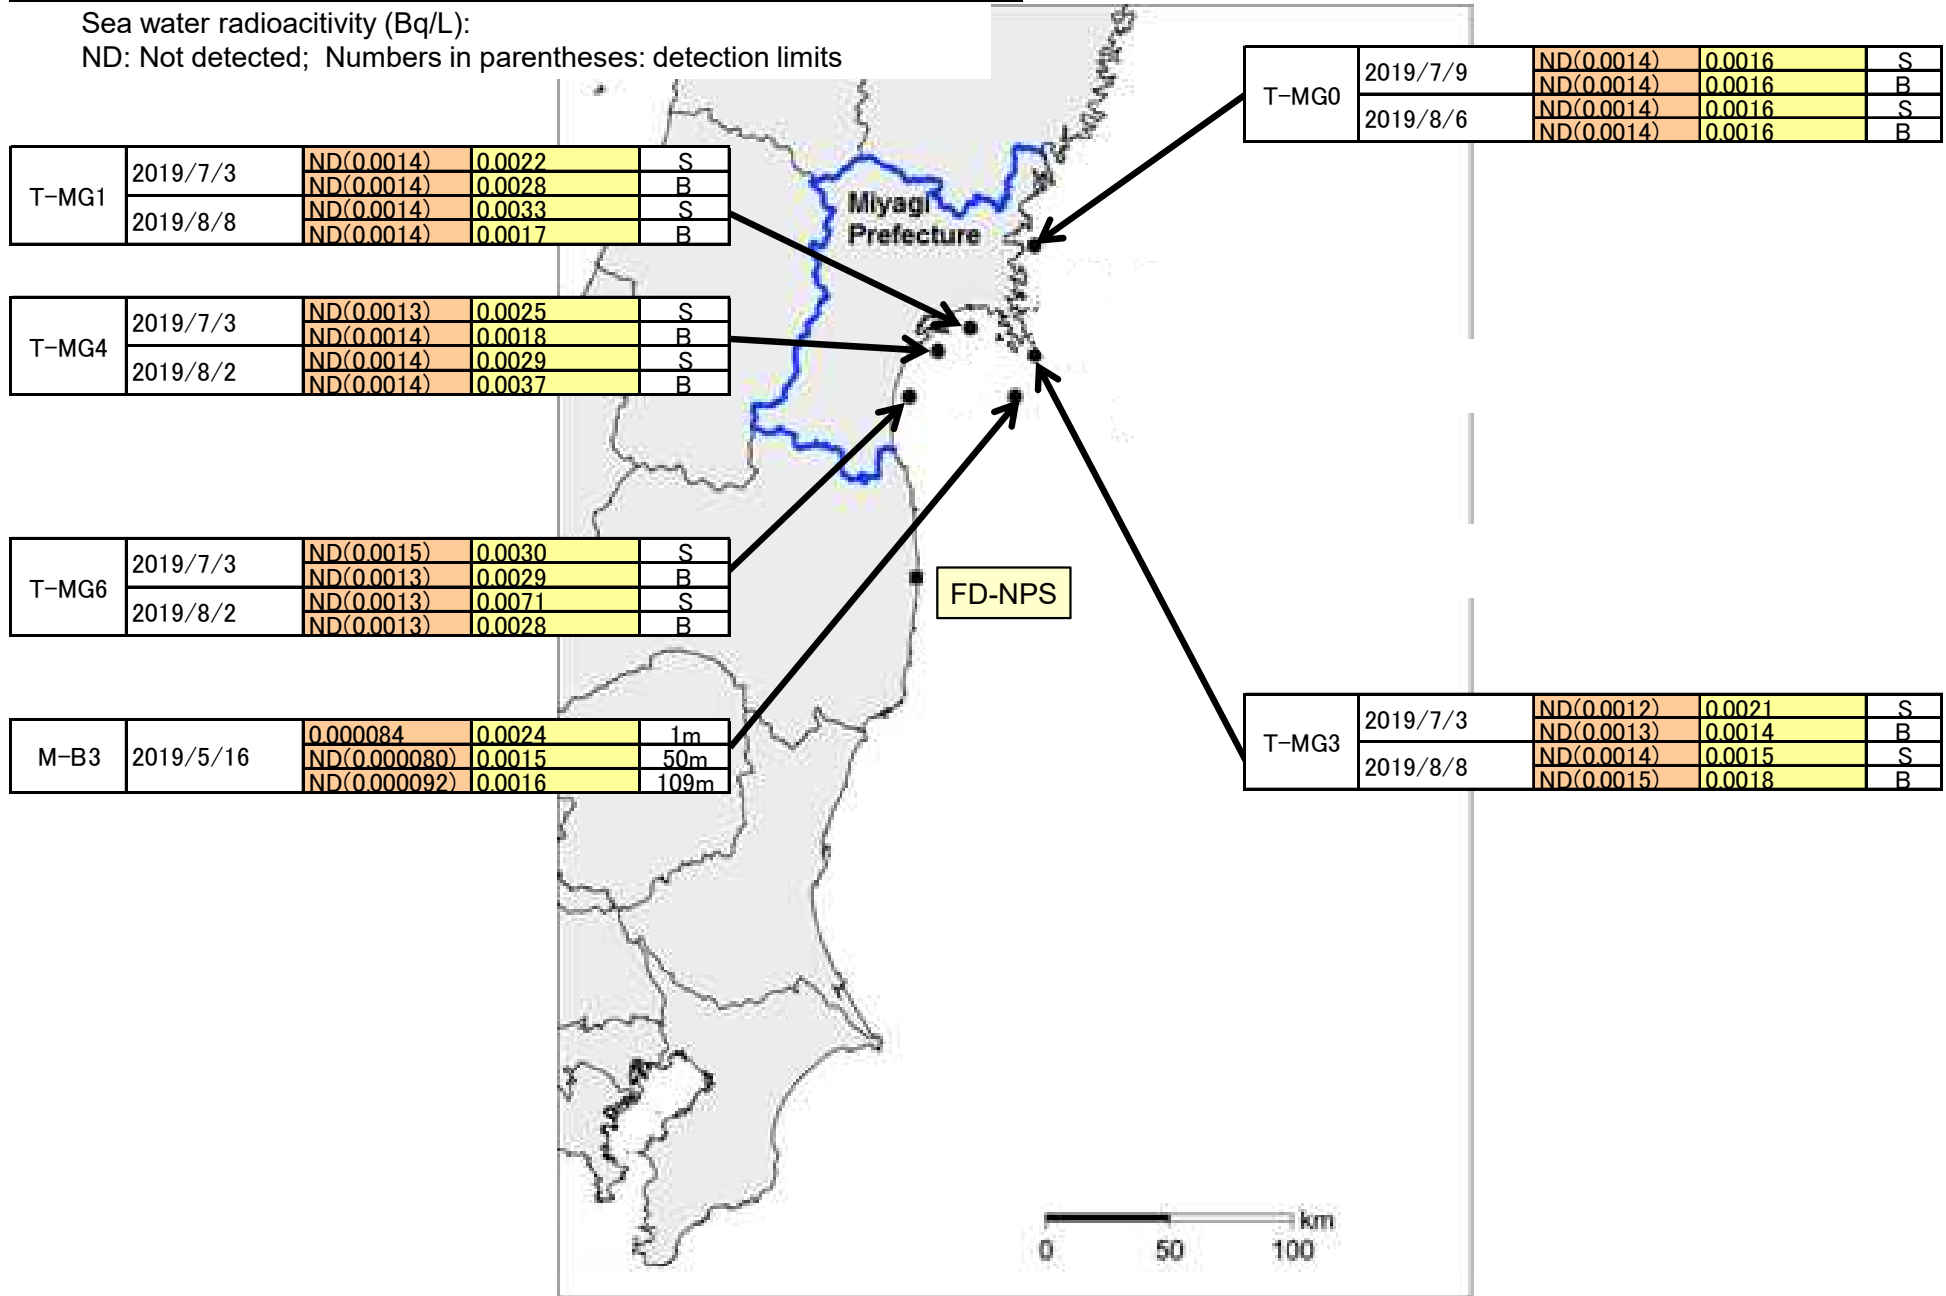 Sea water radioacitivity (Bq/L):
ND: Not detected; Numbers in parentheses: detection limits
T-MG0
2019/7/9 ND(0.0014) 0.0016 S
ND(0.0014) 0.0016 B
2019/8/6 ND(0.0014) 0.0016 S
ND(0.0014) 0.0016 B
T-MG1
2019/7/3 ND(0.0014) 0.0022 S
ND(0.0014) 0.0028 B
2019/8/8 ND(0.0014) 0.0033 S
ND(0.0014) 0.0017 B
Miyagi
Prefecture
T-MG4
2019/7/3 ND(0.0013) 0.0025 S
ND(0.0014) 0.0018 B
2019/8/2 ND(0.0014) 0.0029 S
ND(0.0014) 0.0037 B
T-MG6
2019/7/3 ND(0.0015) 0.0030 S
ND(0.0013) 0.0029 B
2019/8/2 ND(0.0013) 0.0071 S
ND(0.0013) 0.0028 B
FD-NPS
M-B3
2019/5/16 0.000084 0.0024 1m
ND(0.000080) 0.0015 50m
ND(0.000092) 0.0016 109m
T-MG3
2019/7/3 ND(0.0012) 0.0021 S
ND(0.0013) 0.0014 B
2019/8/8 ND(0.0014) 0.0015 S
ND(0.0015) 0.0018 B
km
0 50 100